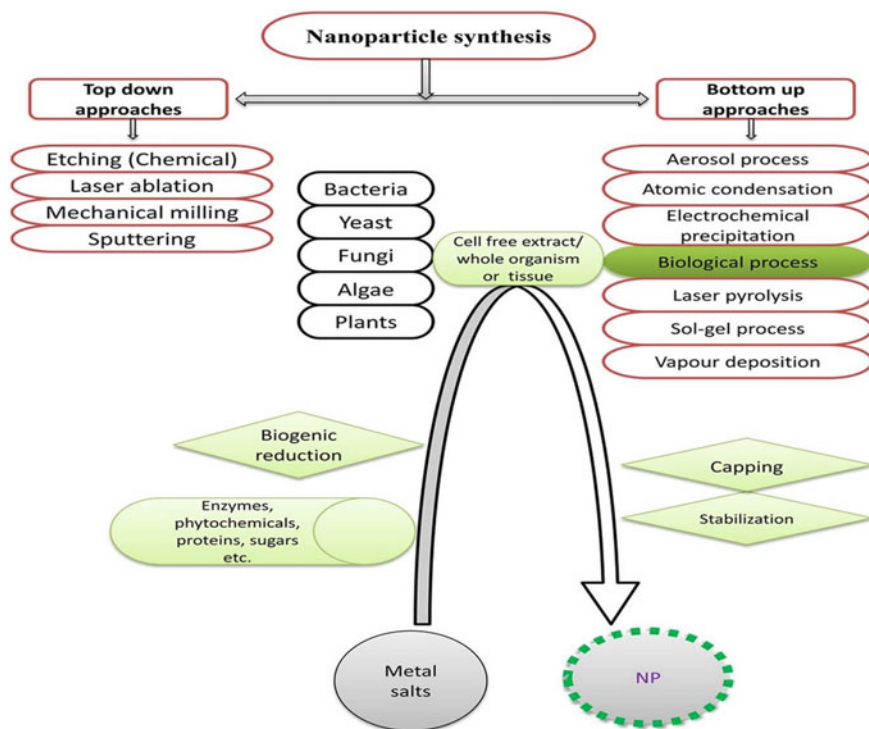 Nanoparticle synthesis
Top down
approaches
Bottom up
approaches
Etching (Chemical)
Laser ablation
Mechanical milling
Sputtering
Bacteria
Yeast
Fungi
Algae
Plants
Cell free extract/
whole organism
or tissue
Aerosol process
Atomic condensation
Electrochemical
precipitation
Biological process
Laser pyrolysis
Sol-gel process
Vapour deposition
Biogenic
reduction
Enzymes,
phytochemicals,
proteins, sugars
etc.
Capping
Stabilization
Metal
salts
NP